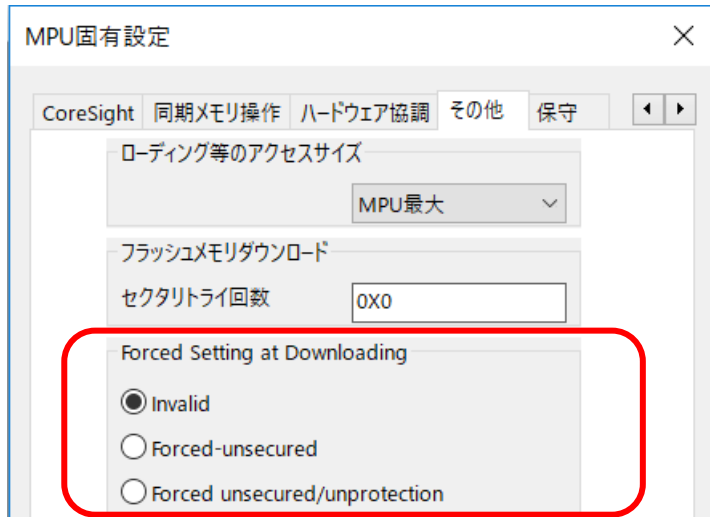 MPU固有設定
CoreSight 同期メモリ操作 ハードウェア協調 その他 保守
ローディング等のアクセスサイズ
MPU最大
フラッシュメモリダウンロード
セクタリトライ回数 0X0
Forced Setting at Downloading
Invalid
Forced-unsecured
Forced unsecured/unprotection